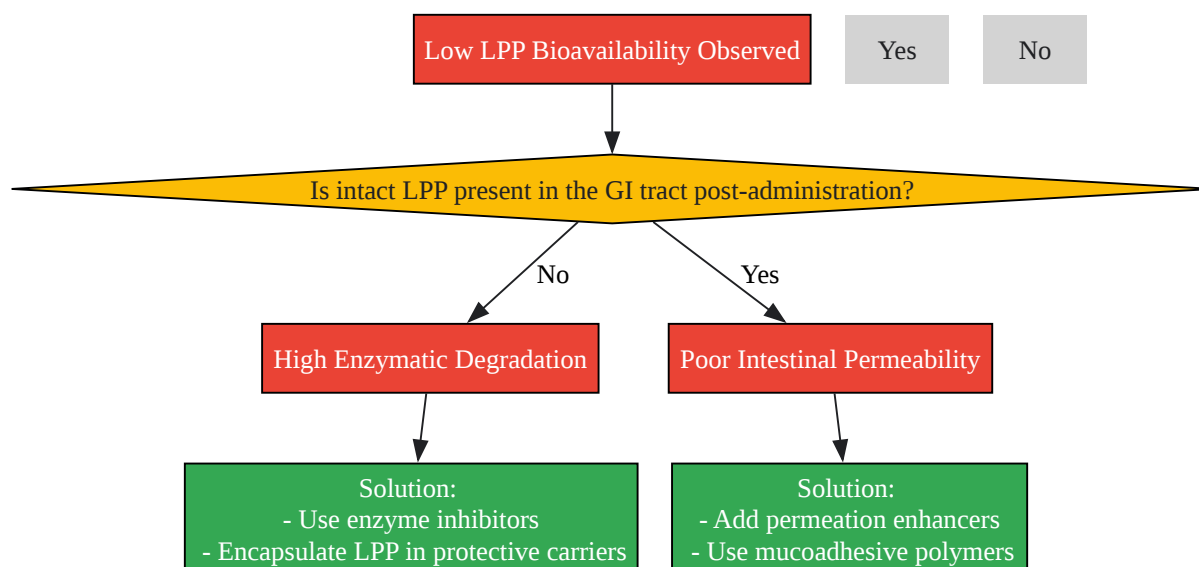 Low LPP Bioavailability Observed
Yes
No
Is intact LPP present in the GI tract post-administration?
No
Yes
High Enzymatic Degradation
Poor Intestinal Permeability
Solution:
- Use enzyme inhibitors
- Encapsulate LPP in protective carriers
Solution:
- Add permeation enhancers
- Use mucoadhesive polymers